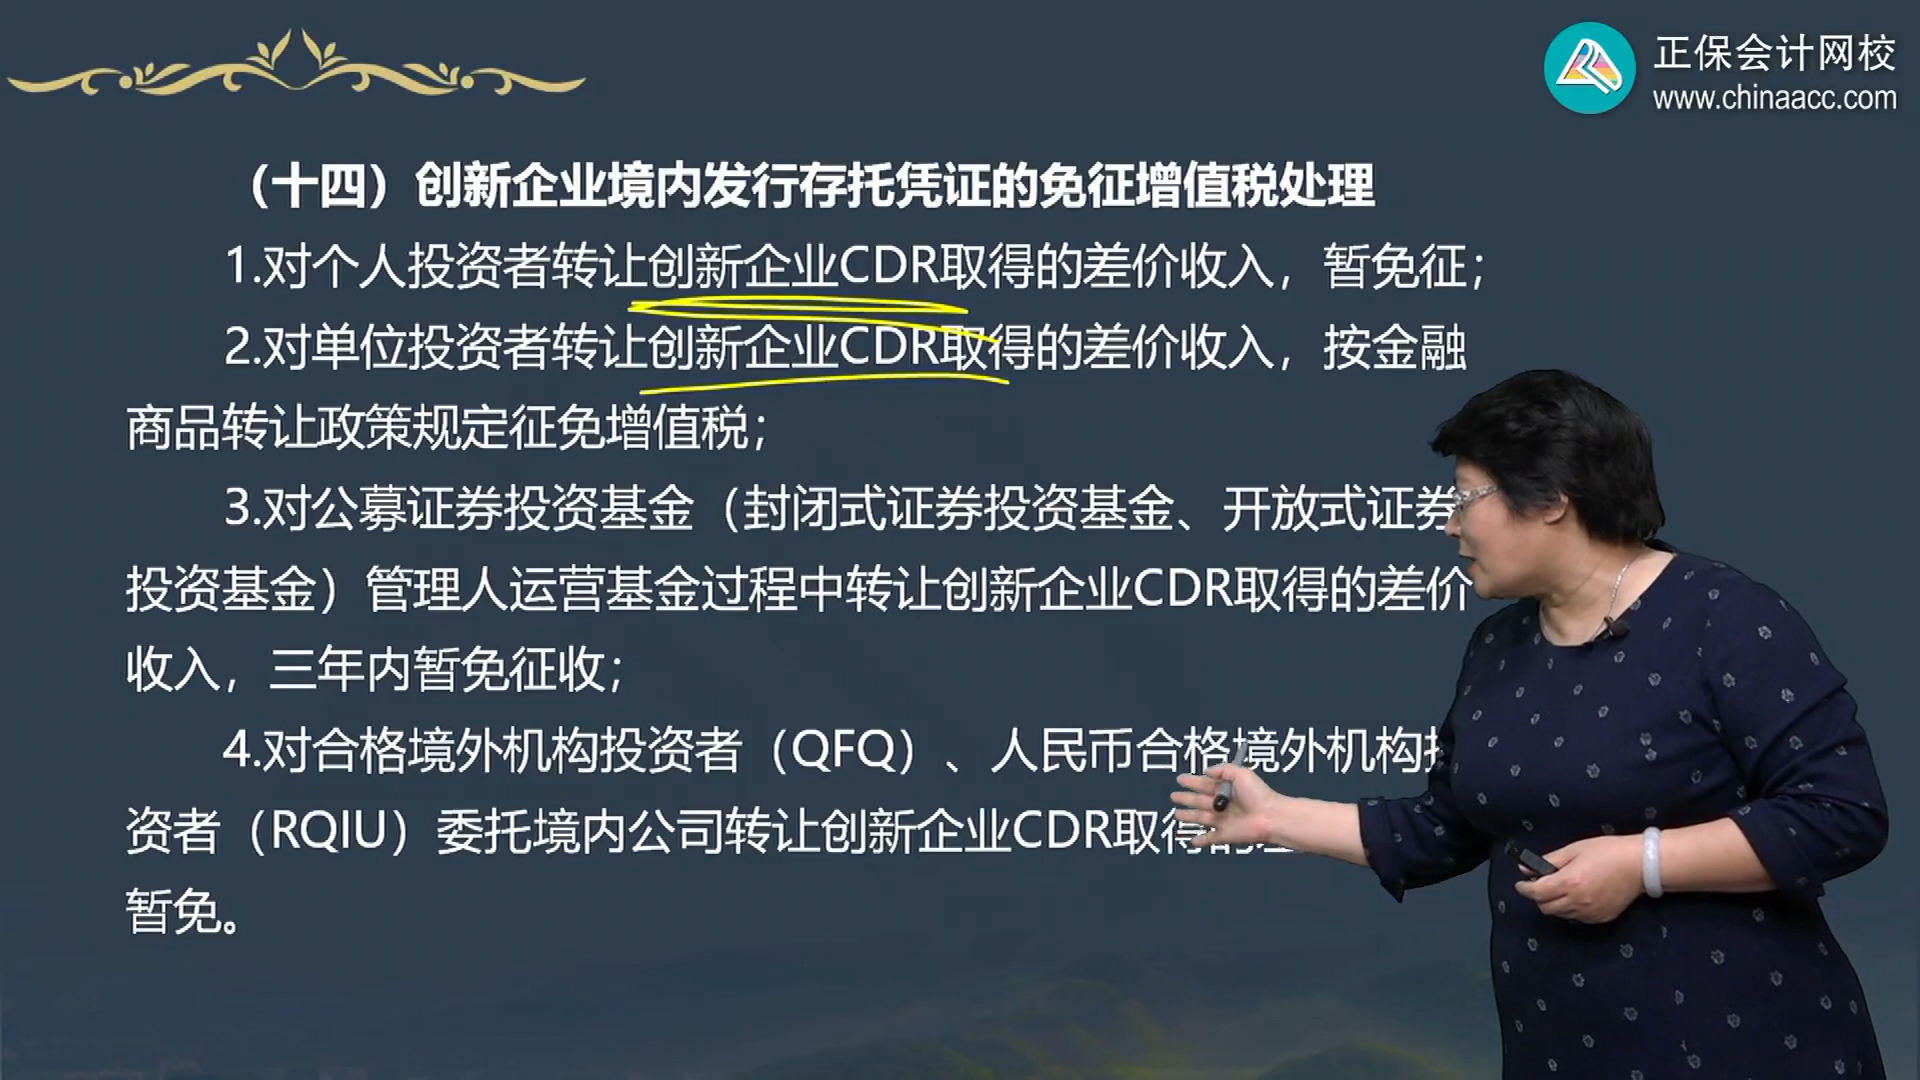 正保会计网校
www.chinaacc.com
（十四）创新企业境内发行存托凭证的免征增值税处理
1.对个人投资者转让创新企业CDR取得的差价收入，暂免征；
2.对单位投资者转让创新企业CDR取得的差价收入，按金融
商品转让政策规定征免增值税；
3.对公募证券投资基金（封闭式证券投资基金、开放式证券
投资基金）管理人运营基金过程中转让创新企业CDR取得的差价
收入，三年内暂免征收；
4.对合格境外机构投资者（QFQ）、人民币合格境外机构
资者（RQIU）委托境内公司转让创新企业CDR取得的
暂免。